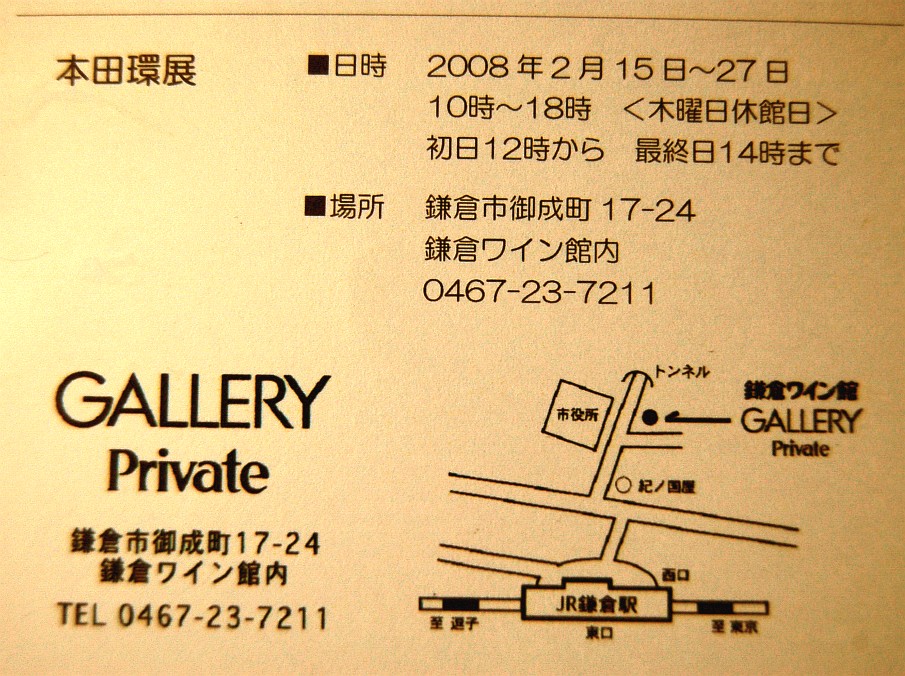 本田環展
■日時 2008年2月15日～27日
10時～18時 ＜木曜日休館日＞
初日12時から 最終日14時まで
■場所 鎌倉市御成町17-24
鎌倉ワイン館内
0467-23-7211
GALLERY
Private
鎌倉市御成町17-24
鎌倉ワイン館内
TEL 0467-23-7211
トンネル
市役所
鎌倉ワイン館
GALLERY
Private
紀ノ国屋
西口
JR鎌倉駅
至 逗子
東口
至 東京